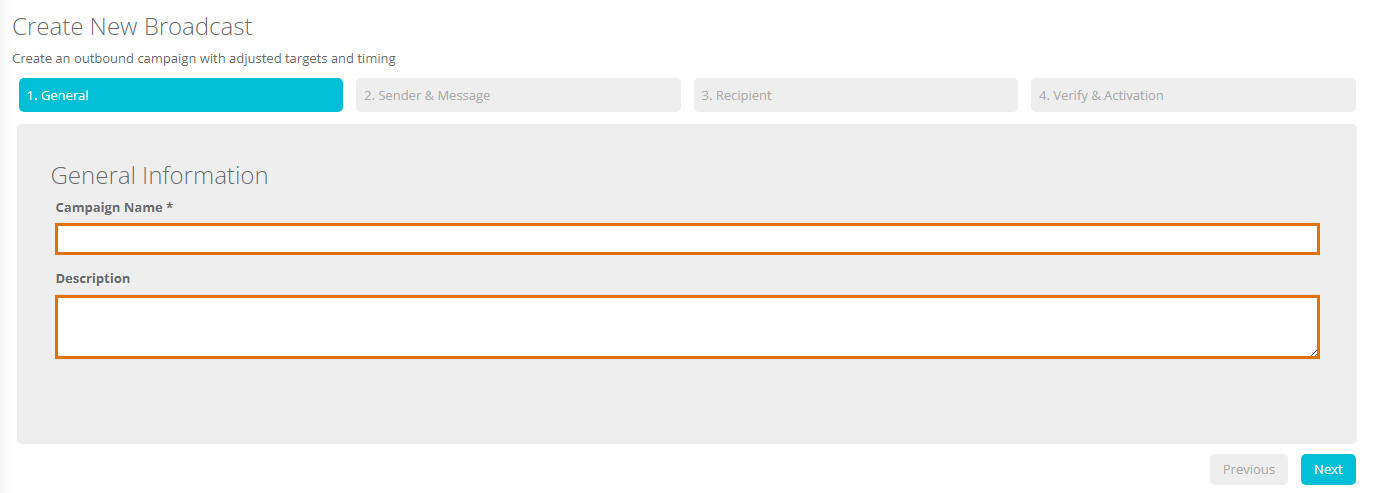 Create New Broadcast
Create an outbound campaign with adjusted targets and timing
1. General
2. Sender & Message
3. Recipient
4. Verify & Activation
General Information
Campaign Name *
Description
Previous
Next